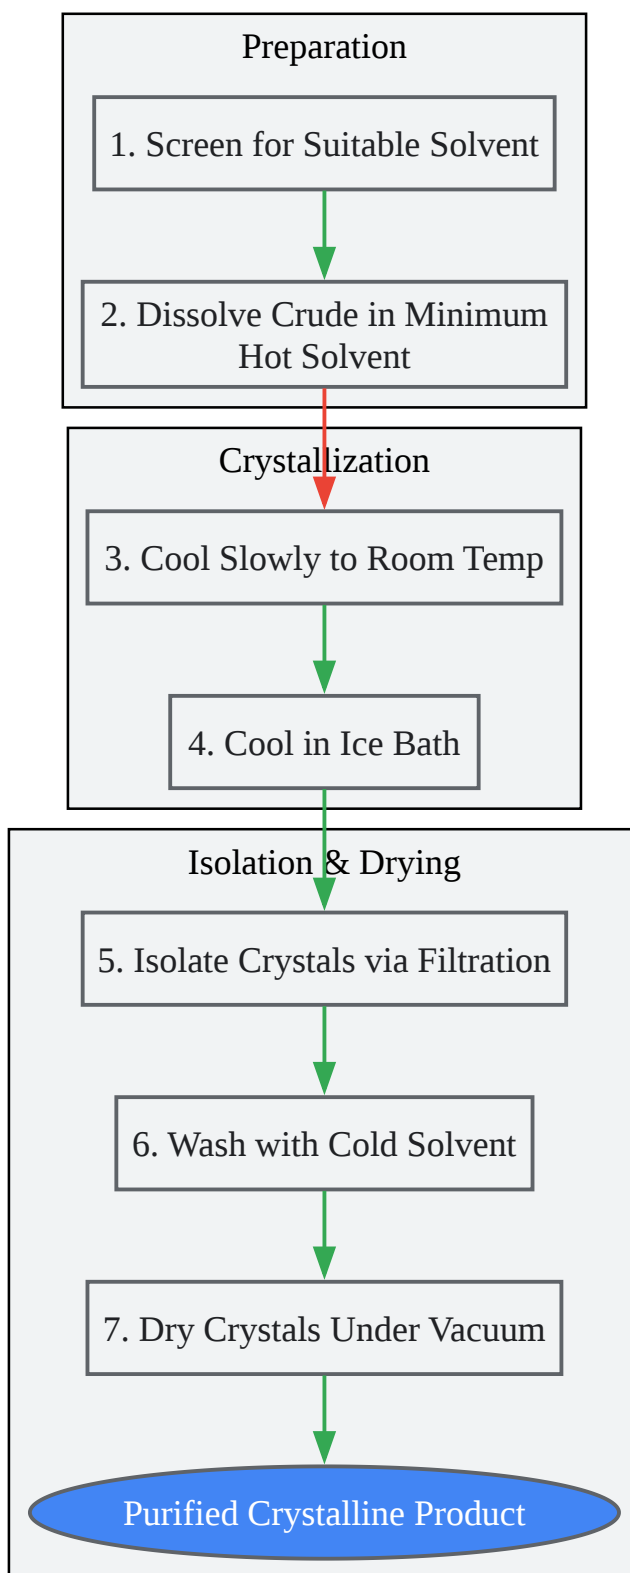 Preparation
1. Screen for Suitable Solvent
2. Dissolve Crude in Minimum
Hot Solvent
Crystallization
3. Cool Slowly to Room Temp
4. Cool in Ice Bath
Isolation & Drying
5. Isolate Crystals via Filtration
6. Wash with Cold Solvent
7. Dry Crystals Under Vacuum
Purified Crystalline Product